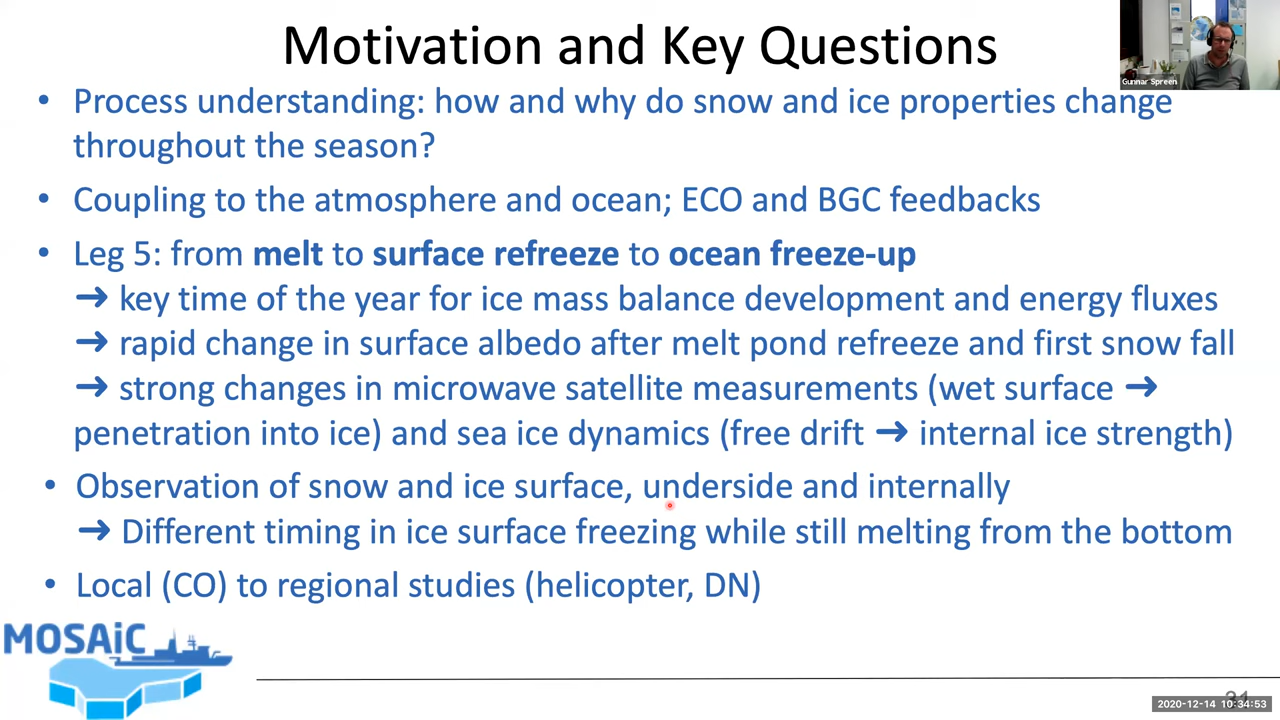 Motivation and Key Questions
Gunnar Spreen
• Process understanding: how and why do snow and ice properties change
throughout the season?
• Coupling to the atmosphere and ocean; ECO and BGC feedbacks
• Leg 5: from melt to surface refreeze to ocean freeze-up
➜ key time of the year for ice mass balance development and energy fluxes
➜ rapid change in surface albedo after melt pond refreeze and first snow fall
➜ strong changes in microwave satellite measurements (wet surface ➜
penetration into ice) and sea ice dynamics (free drift ➜ internal ice strength)
• Observation of snow and ice surface, underside and internally
➜ Different timing in ice surface freezing while still melting from the bottom
• Local (CO) to regional studies (helicopter, DN)
MOSAiC
31
2020-12-14 10:34:53